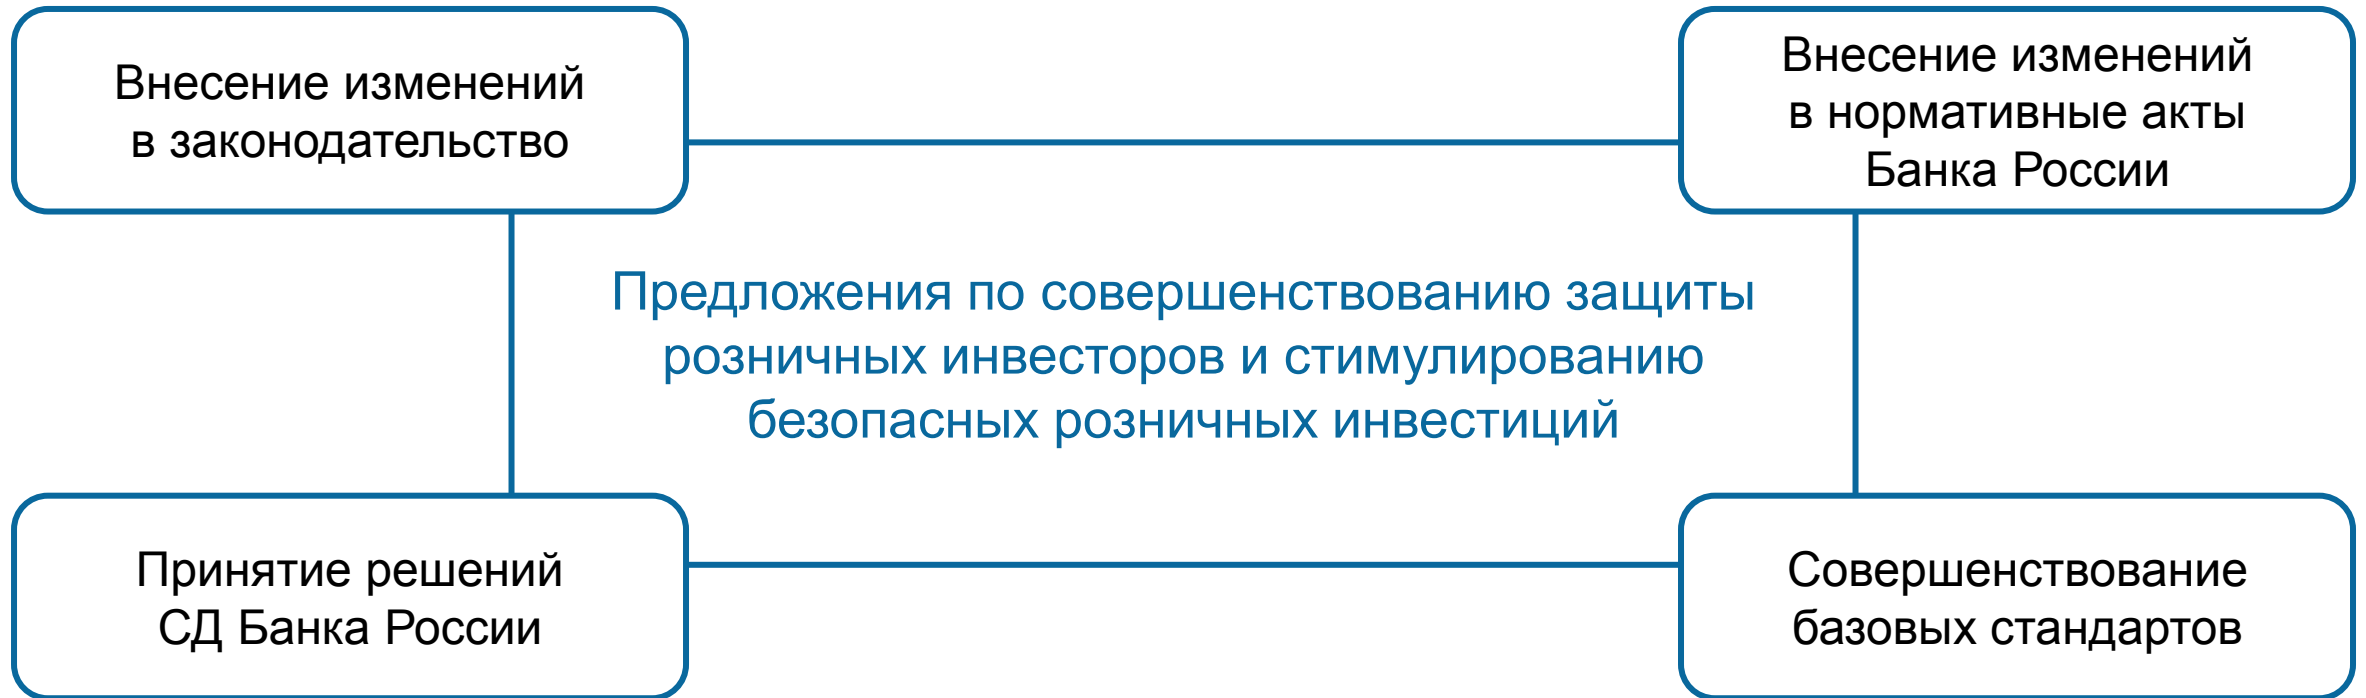 Внесение изменений
в законодательство
Внесение изменений
в нормативные акты
Банка России
Предложения по совершенствованию защиты
розничных инвесторов и стимулированию
безопасных розничных инвестиций
Принятие решений
СД Банка России
Совершенствование
базовых стандартов